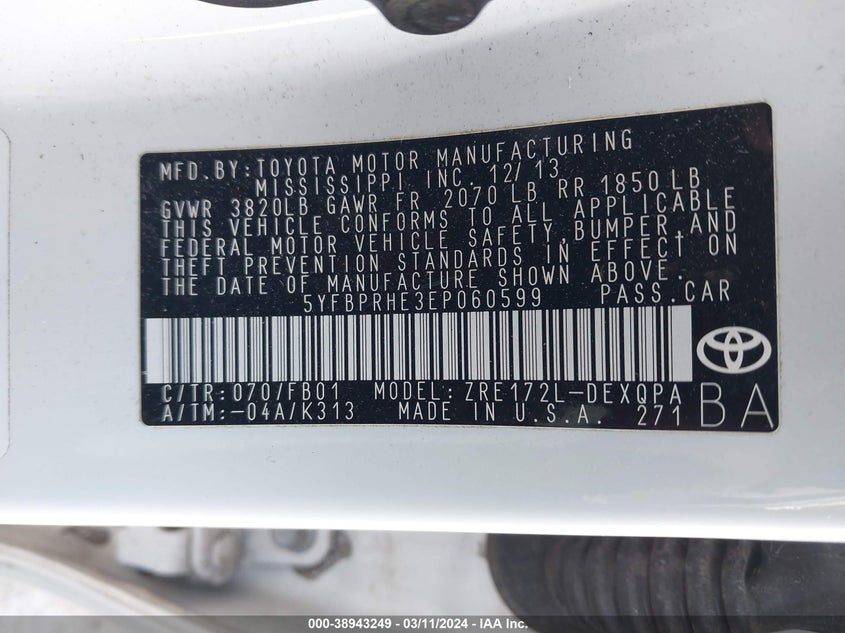 MFD. BY: TOYOTA MOTOR MANUFACTURING
MISSISSIPPI, INC. 12/13
GVWR 3820LB GAWR FR 2070 LB RR 1850 LB
THIS VEHICLE CONFORMS TO ALL APPLICABLE
FEDERAL MOTOR VEHICLE SAFETY, BUMPER, AND
THEFT PREVENTION STANDARDS IN EFFECT ON
THE DATE OF MANUFACTURE SHOWN ABOVE.
5YFBPRHE3EP060599 PASS. CAR
C/TR: 070/FB01 MODEL: ZRE172L-DEXQPA
A/TM: -04A/K313 MADE IN U.S.A. 271
BA
000-38943249 - 03/11/2024 - IAA Inc.